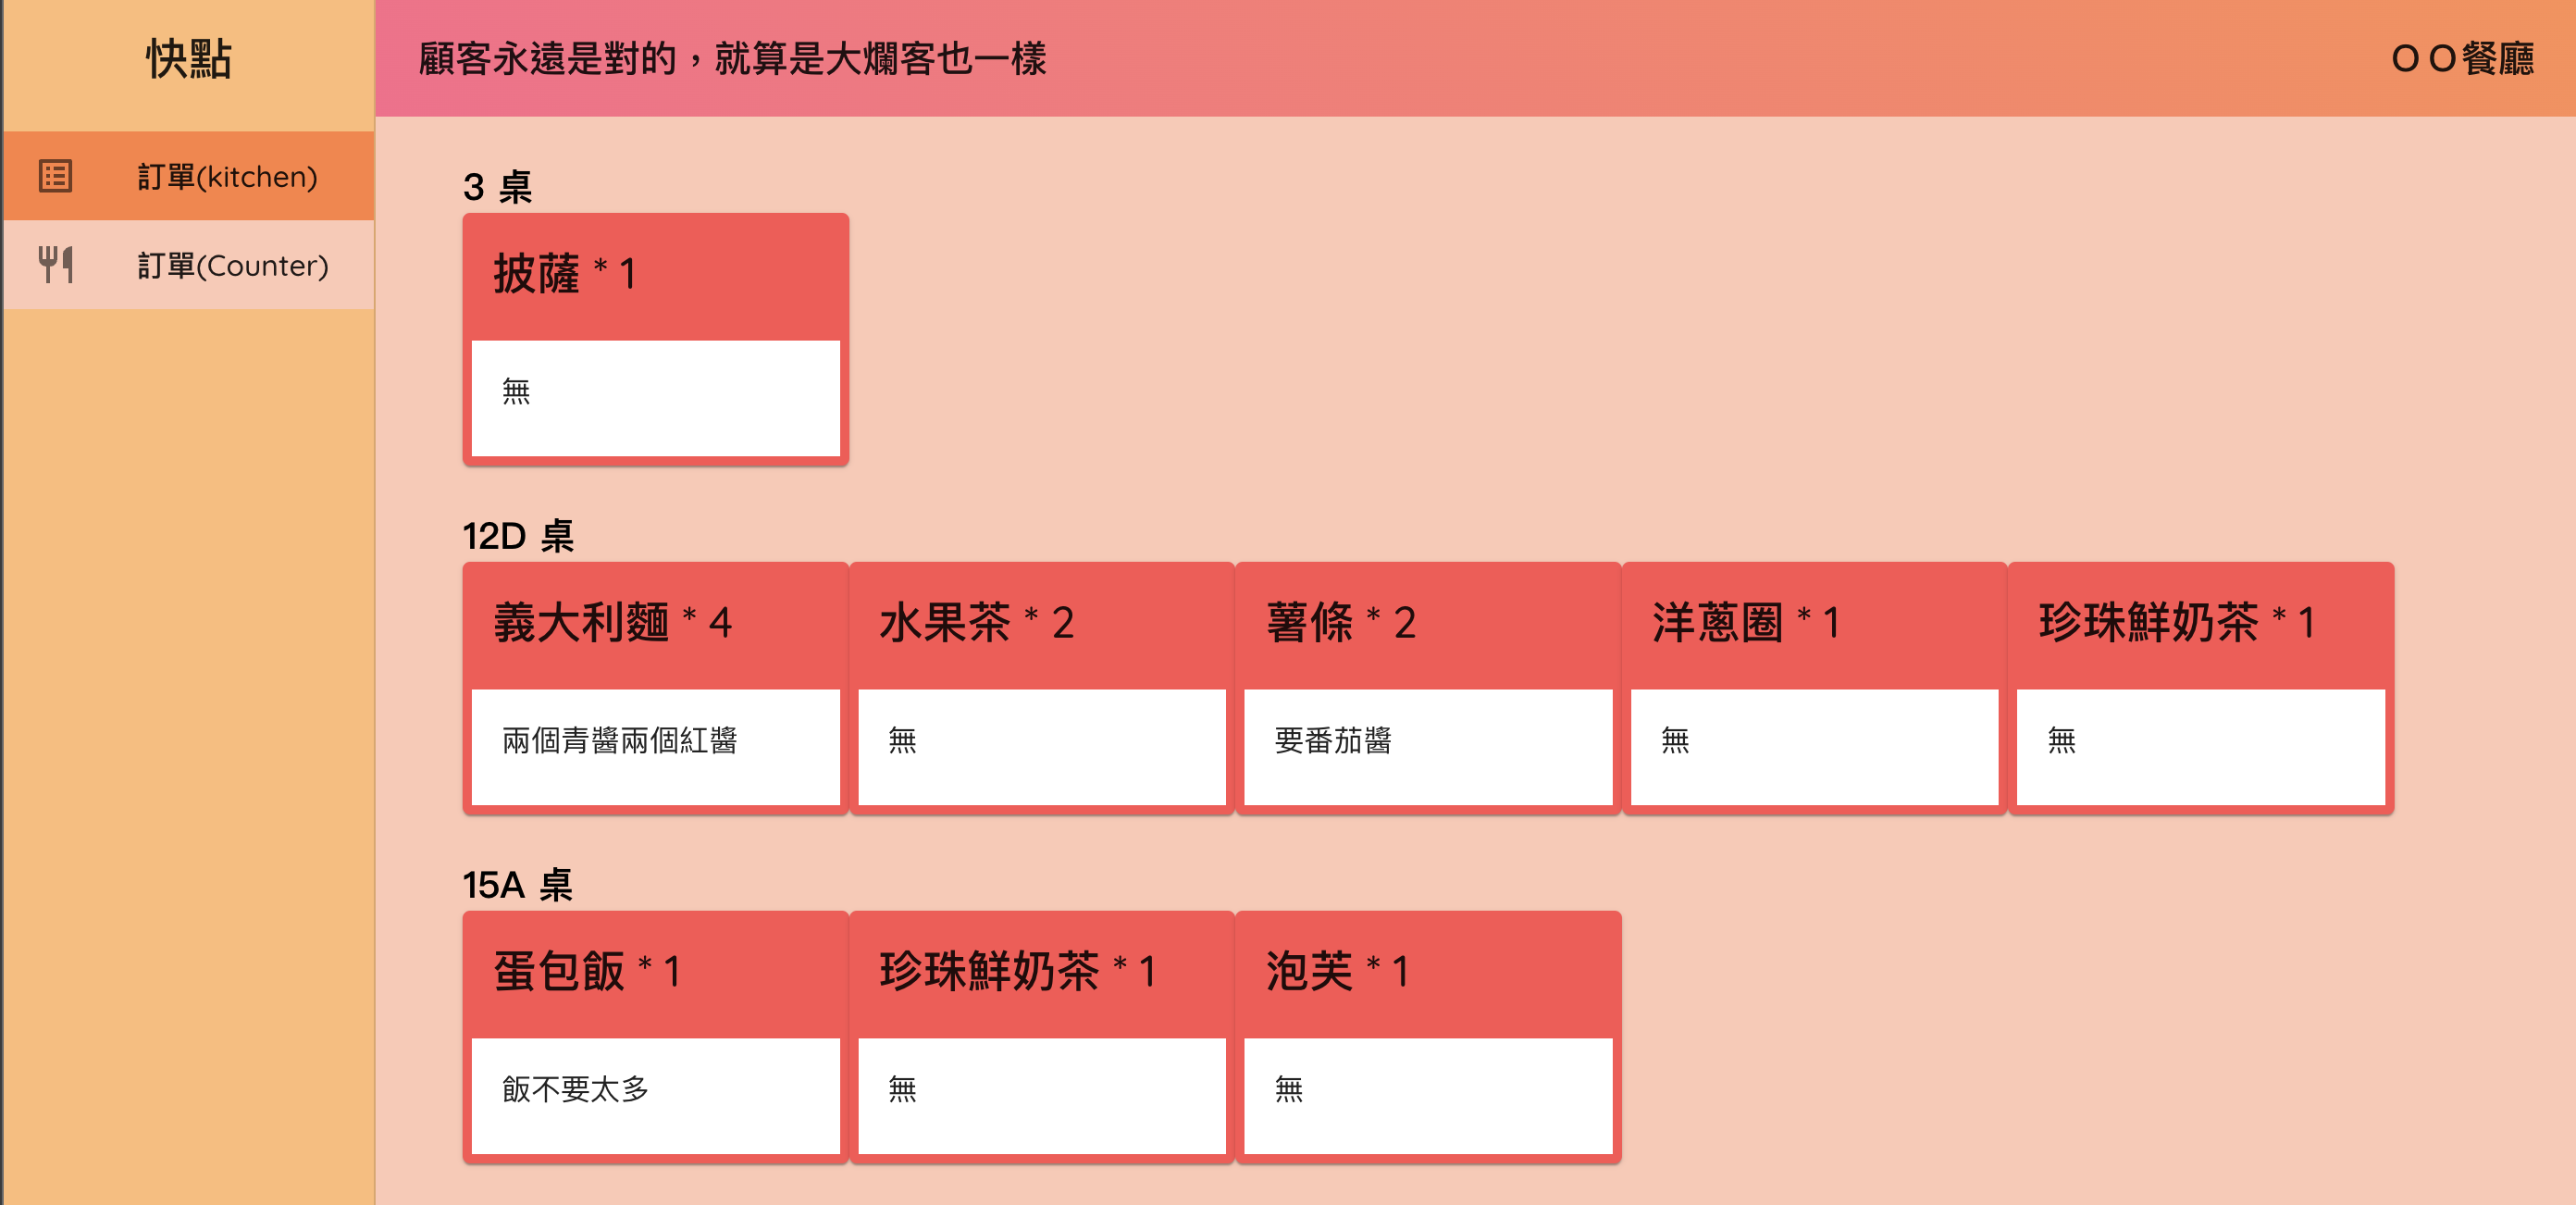 快點
顧客永遠是對的，就算是大爛客也一樣
ＯＯ餐廳
訂單(kitchen)
訂單(Counter)
3 桌
披薩 * 1
無
12D 桌
義大利麵 * 4
兩個青醬兩個紅醬
水果茶 * 2
無
薯條 * 2
要番茄醬
洋蔥圈 * 1
無
珍珠鮮奶茶 * 1
無
15A 桌
蛋包飯 * 1
飯不要太多
珍珠鮮奶茶 * 1
無
泡芙 * 1
無